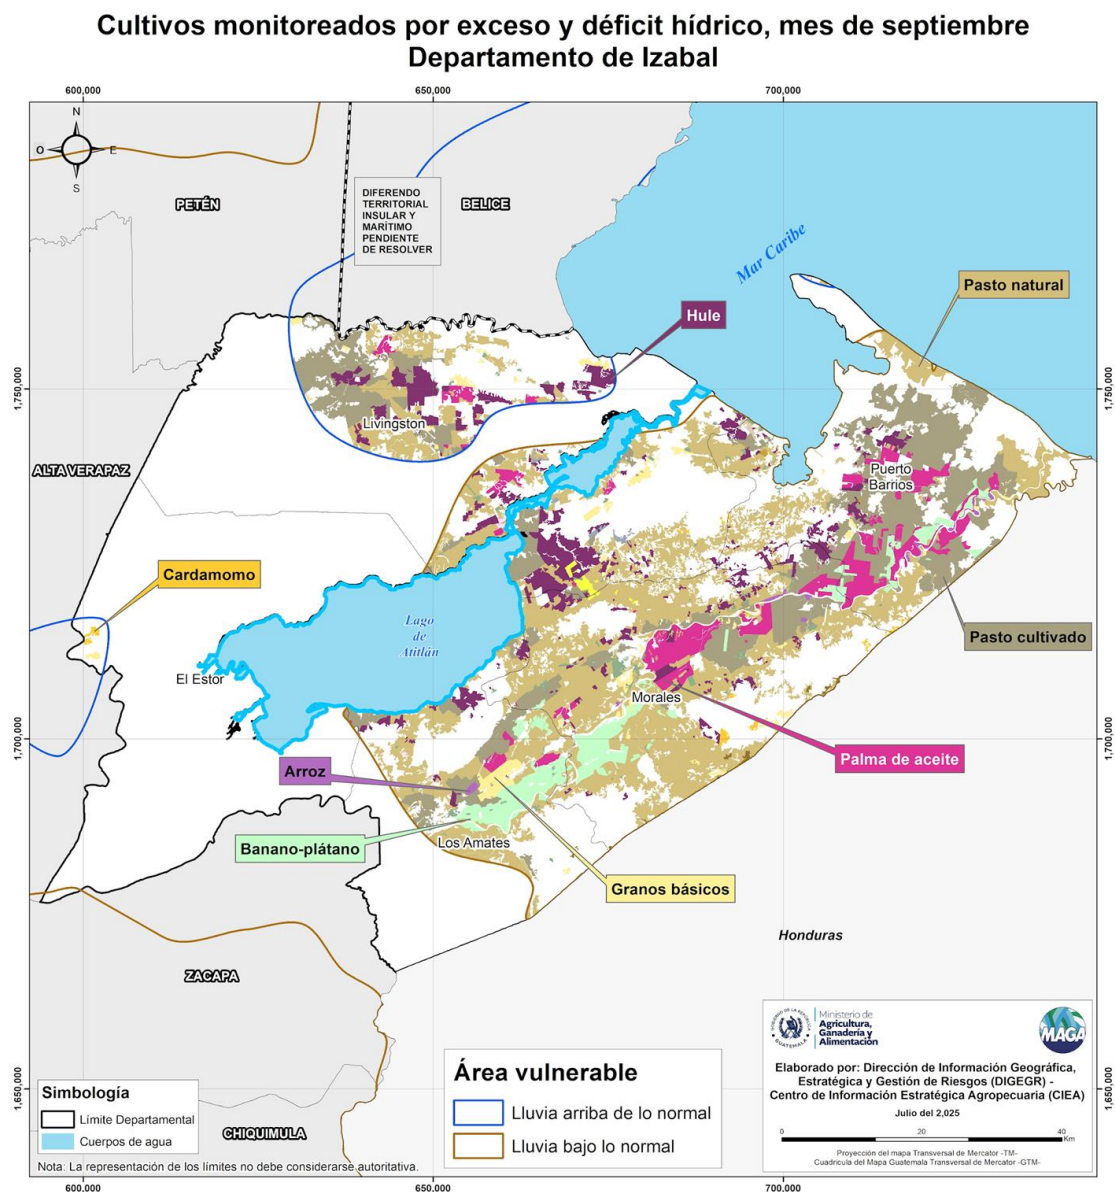 Cultivos monitoreados por exceso y déficit hídrico, mes de septiembre
Departamento de Izabal
600,000
650,000
700,000
N
O
E
S
PETÉN
DIFERENDO
TERRITORIAL
INSULAR Y
MARÍTIMO
PENDIENTE
DE RESOLVER
BELICE
Mar Caribe
Pasto natural
Hule
1,750,000
1,750,000
Livingston
ALTA VERAPAZ
Puerto
Barrios
Cardamomo
Lago
de
Atitlán
Pasto cultivado
El Estor
Morales
1,700,000
1,700,000
Palma de aceite
Arroz
Banano-plátano
Los Amates
Granos básicos
Honduras
ZACAPA
GOBIERNO DE LA REPÚBLICA
GUATEMALA
Ministerio de
Agricultura,
Ganadería y
Alimentación
MAGA
Elaborado por: Dirección de Información Geográfica,
Estratégica y Gestión de Riesgos (DIGEGR) -
Centro de Información Estratégica Agropecuaria (CIEA)
Julio del 2,025
0
20
40
Km
Proyección del mapa Transversal de Mercator -TM-
Cuadricula del Mapa Guatemala Transversal de Mercator -GTM-
Área vulnerable
Lluvia arriba de lo normal
Lluvia bajo lo normal
1,650,000
1,650,000
Simbología
Límite Departamental
Cuerpos de agua
CHIQUIMULA
Nota: La representación de los límites no debe considerarse autoritativa.
600,000
650,000
700,000